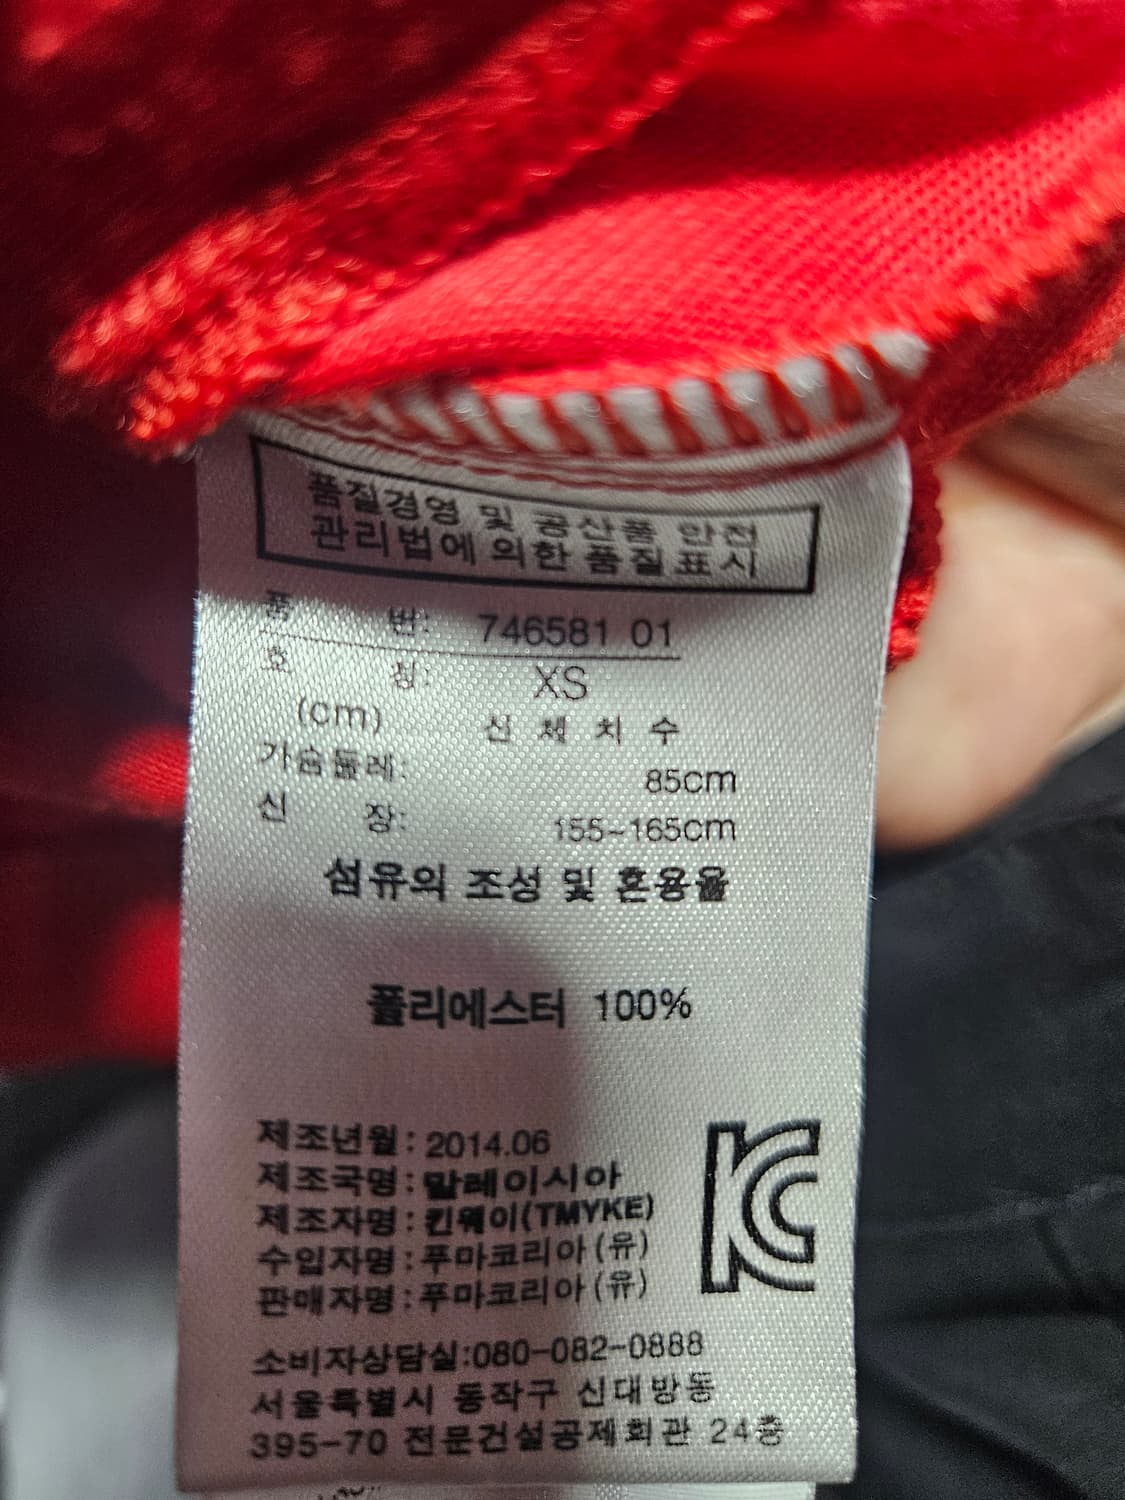 품질경영 및 공산품 안전
관리법에 의한 품질표시
품 번: 746581 01
호 칭: XS
(cm) 신 체 치 수
가슴둘레: 85cm
신 장: 155~165cm
섬유의 조성 및 혼용율
폴리에스터 100%
제조년월: 2014.06
제조국명: 말레이시아
제조자명: 킨웨이(TMYKE)
수입자명: 푸마코리아(유)
판매자명: 푸마코리아(유)
KC
소비자상담실:080-082-0888
서울특별시 동작구 신대방동
395-70 전문건설공제회관 24층